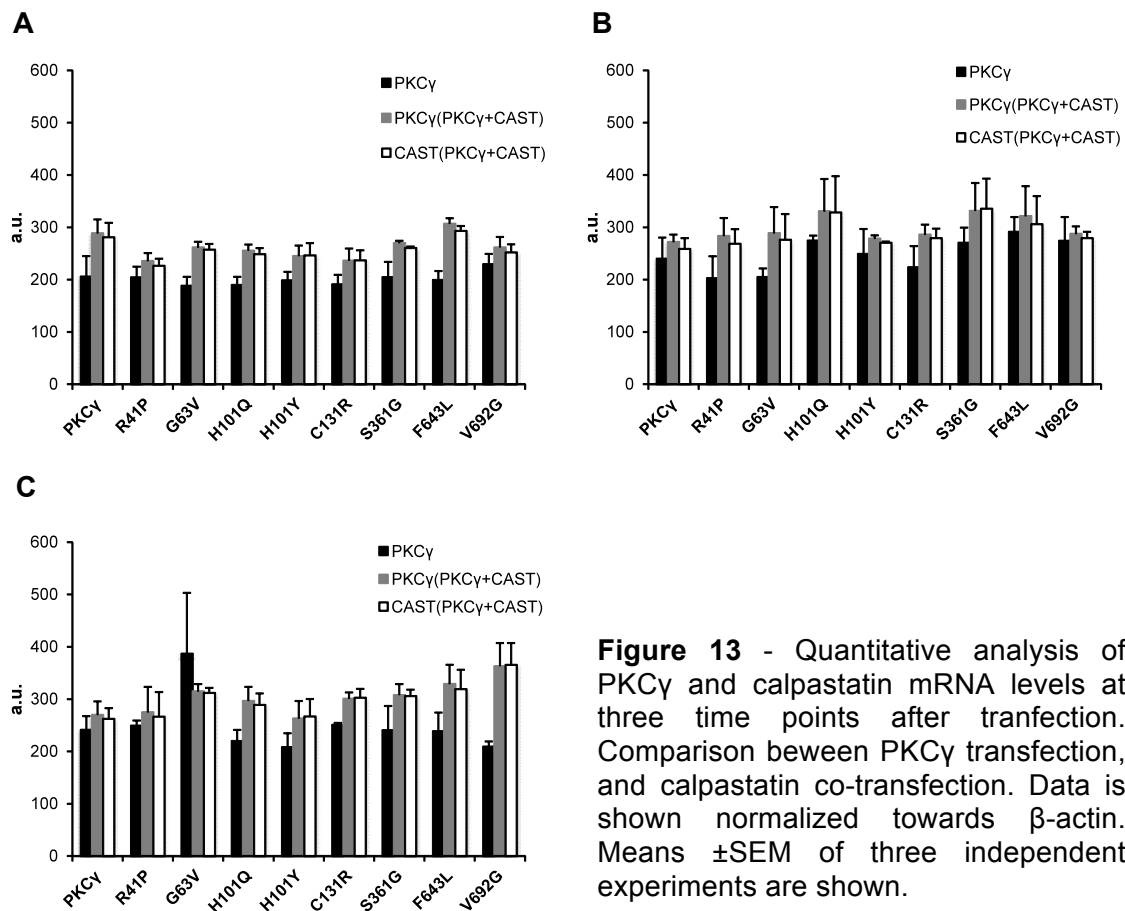 A
600
500
400
300
200
100
0
a.u.
PKCγ
PKCγ(PKCγ+CAST)
CAST(PKCγ+CAST)
PKCγ
R41P
G63V
H101Q
H101Y
C131R
S361G
F643L
V692G
B
600
500
400
300
200
100
0
a.u.
PKCγ
PKCγ(PKCγ+CAST)
CAST(PKCγ+CAST)
PKCγ
R41P
G63V
H101Q
H101Y
C131R
S361G
F643L
V692G
C
600
500
400
300
200
100
0
a.u.
PKCγ
PKCγ(PKCγ+CAST)
CAST(PKCγ+CAST)
PKCγ
R41P
G63V
H101Q
H101Y
C131R
S361G
F643L
V692G
Figure 13 - Quantitative analysis of
PKCγ and calpastatin mRNA levels at
three time points after tranfection.
Comparison beween PKCγ transfection,
and calpastatin co-transfection. Data is
shown normalized towards β-actin.
Means ±SEM of three independent
experiments are shown.